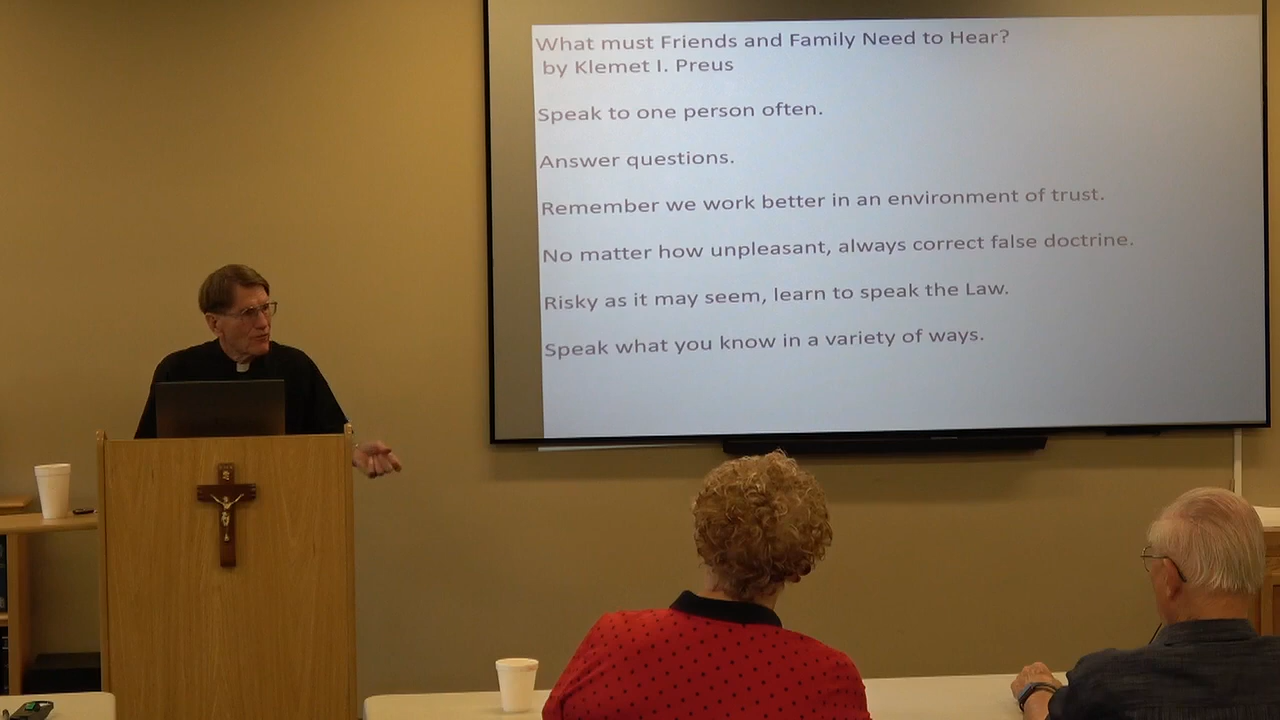 What must Friends and Family Need to Hear?
by Klemet I. Preus
Speak to one person often.
Answer questions.
Remember we work better in an environment of trust.
No matter how unpleasant, always correct false doctrine.
Risky as it may seem, learn to speak the Law.
Speak what you know in a variety of ways.